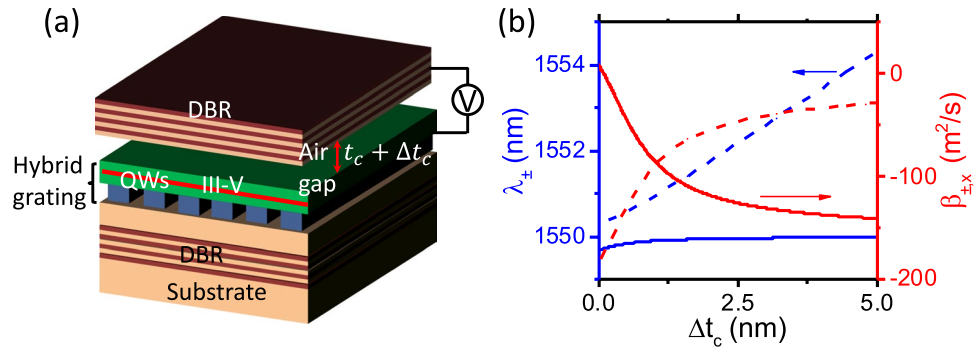 (a)
DBR
V
Air
gap
t_c + Δt_c
Hybrid
grating
QWs
III-V
DBR
Substrate
(b)
λ± (nm)
1554
1552
1550
0.0
2.5
5.0
Δt_c (nm)
0
-100
-200
β±,x (m²/s)